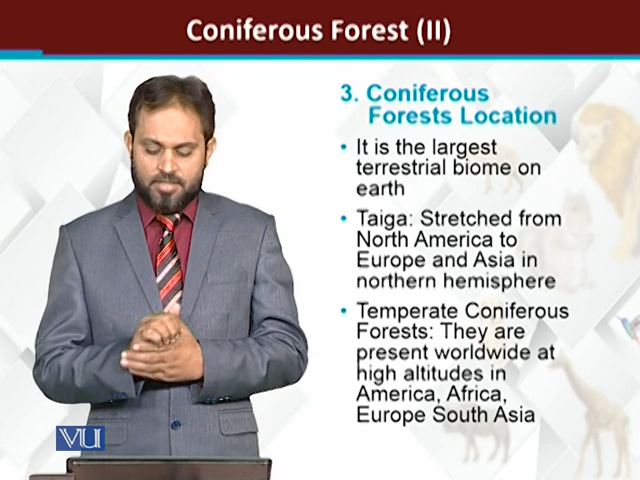 Coniferous Forest (II)
3. Coniferous
Forests Location
• It is the largest
terrestrial biome on
earth
• Taiga: Stretched from
North America to
Europe and Asia in
northern hemisphere
• Temperate Coniferous
Forests: They are
present worldwide at
high altitudes in
America, Africa,
Europe South Asia
VU